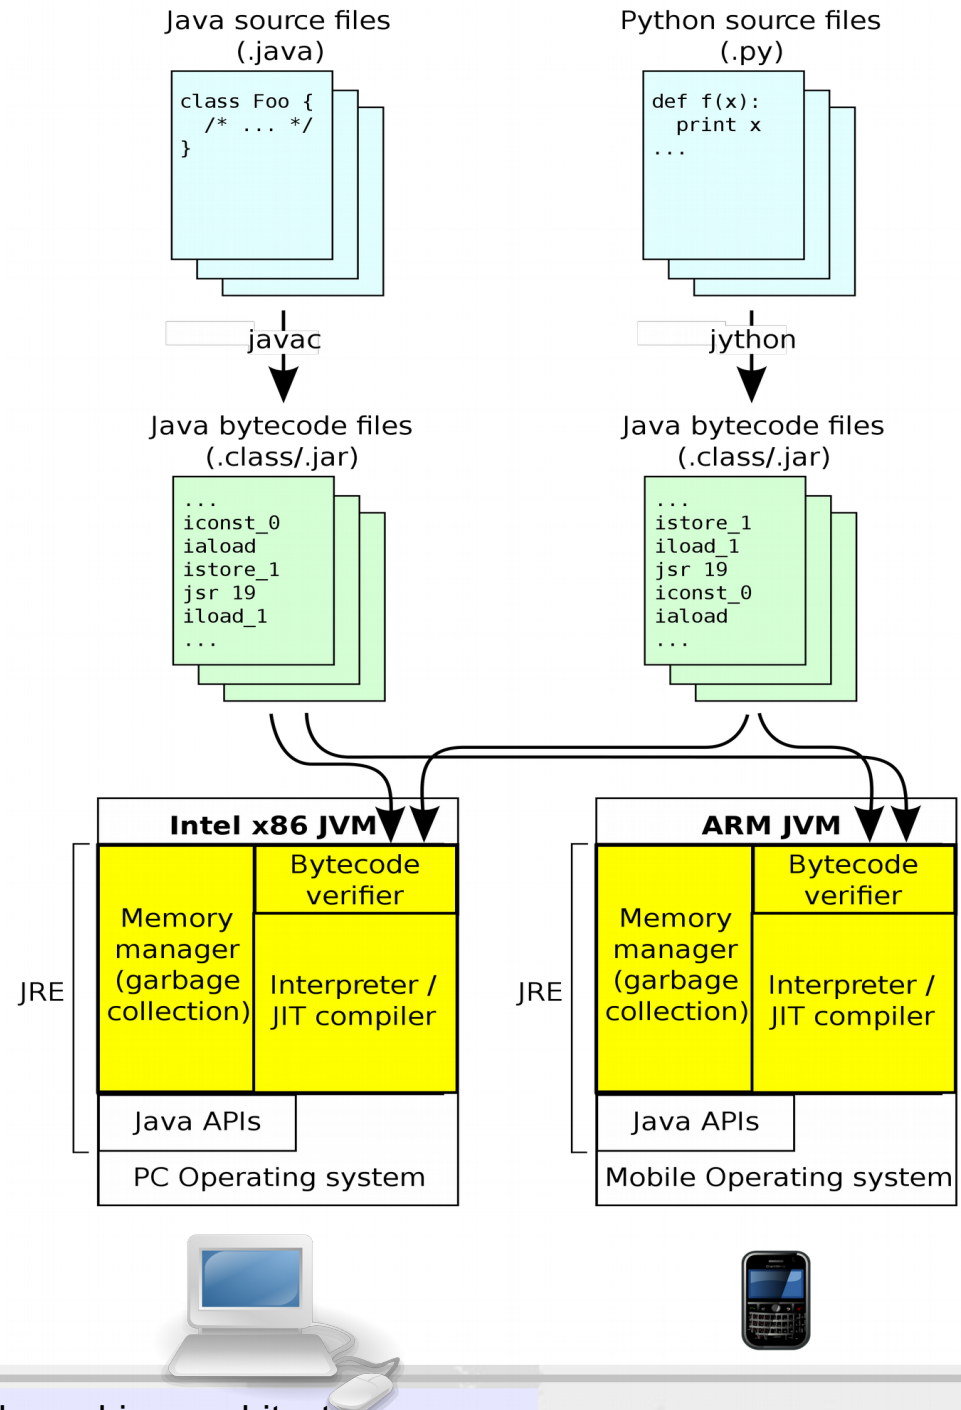 Java source files
(.java)
class Foo {
/* ... */
}
javac
Java bytecode files
(.class/.jar)
...
iconst_0
iaload
istore_1
jsr 19
iload_1
...
Python source files
(.py)
def f(x):
print x
...
jython
Java bytecode files
(.class/.jar)
...
istore_1
iload_1
jsr 19
iconst_0
iaload
...
Intel x86 JVM
JRE
Memory
manager
(garbage
collection)
Bytecode
verifier
Interpreter /
JIT compiler
Java APIs
PC Operating system
ARM JVM
JRE
Memory
manager
(garbage
collection)
Bytecode
verifier
Interpreter /
JIT compiler
Java APIs
Mobile Operating system